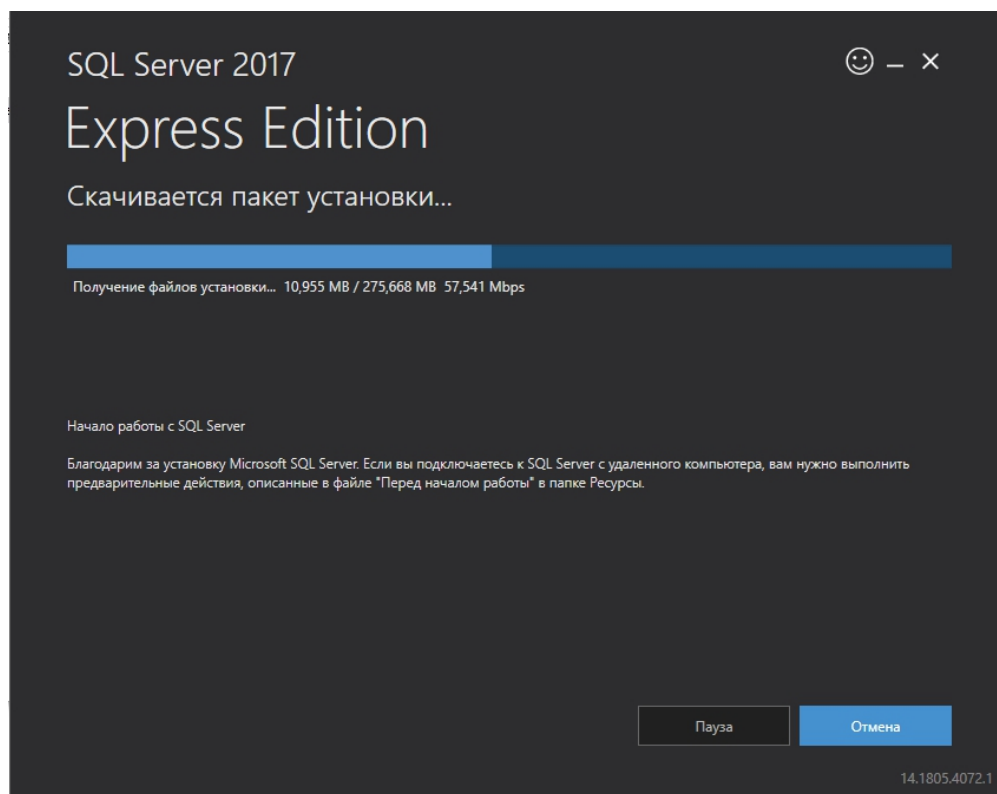 SQL Server 2017
Express Edition
Скачивается пакет установки...
Получение файлов установки... 10,955 MB / 275,668 MB 57,541 Mbps
Начало работы с SQL Server
Благодарим за установку Microsoft SQL Server. Если вы подключаетесь к SQL Server с удаленного компьютера, вам нужно выполнить
предварительные действия, описанные в файле "Перед началом работы" в папке Ресурсы.
Пауза
Отмена
14.1805.4072.1